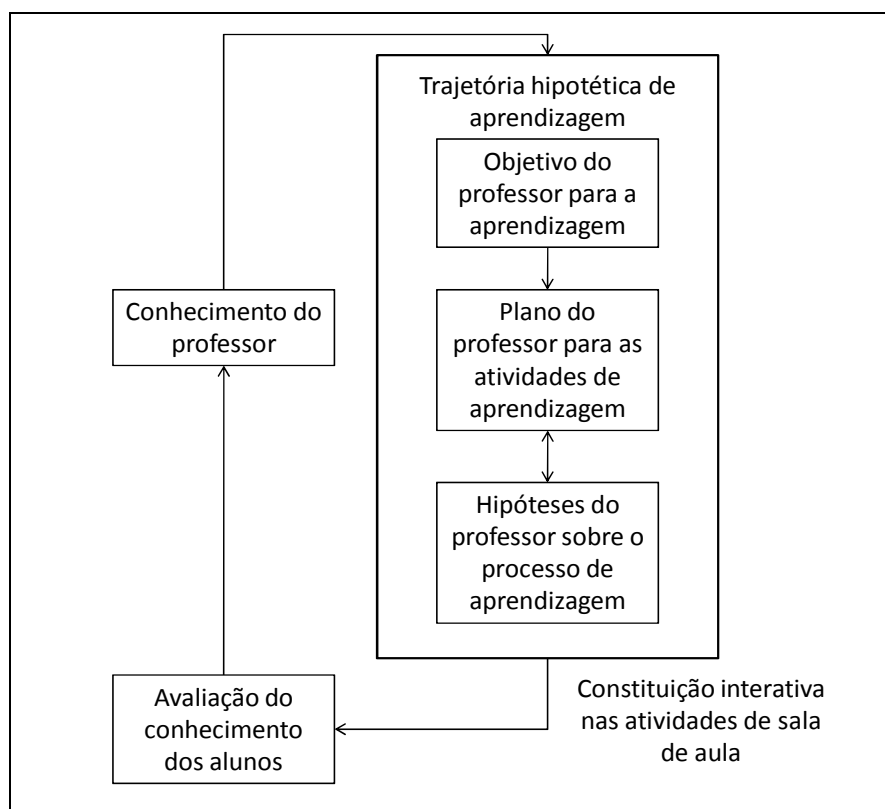 Trajetória hipotética de
aprendizagem
Objetivo do
professor para a
aprendizagem
Conhecimento do
professor
Plano do
professor para as
atividades de
aprendizagem
Hipóteses do
professor sobre o
processo de
aprendizagem
Avaliação do
conhecimento
dos alunos
Constituição interativa
nas atividades de sala
de aula